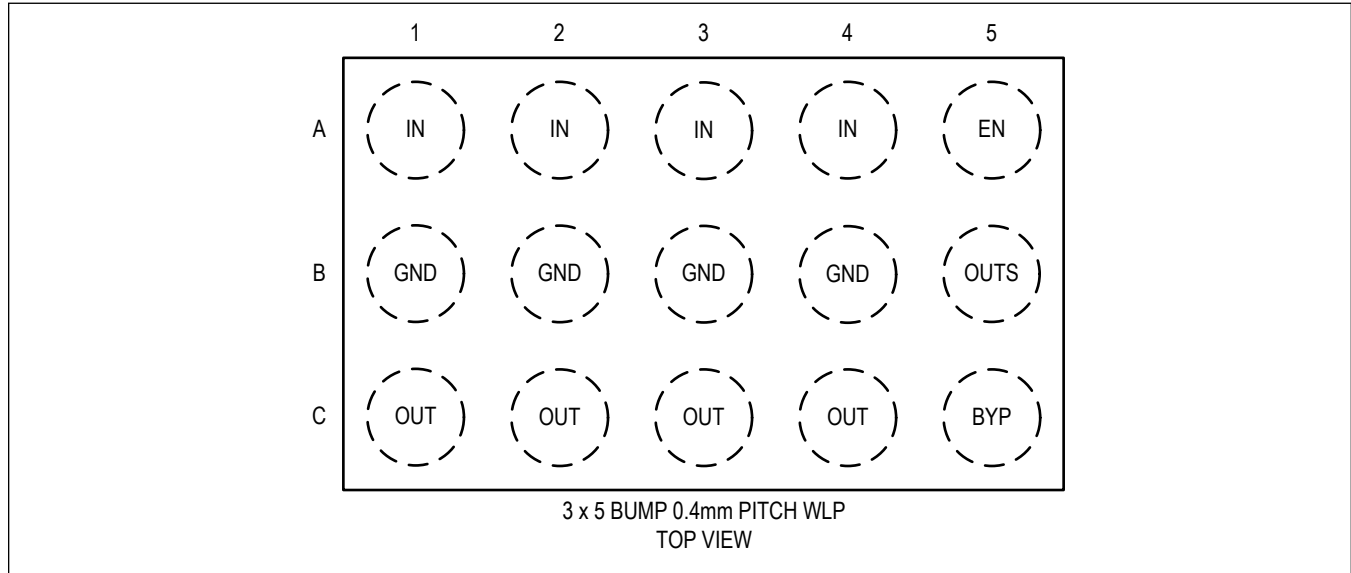 1 2 3 4 5
A IN IN IN IN EN
B GND GND GND GND OUTS
C OUT OUT OUT OUT BYP
3 x 5 BUMP 0.4mm PITCH WLP
TOP VIEW